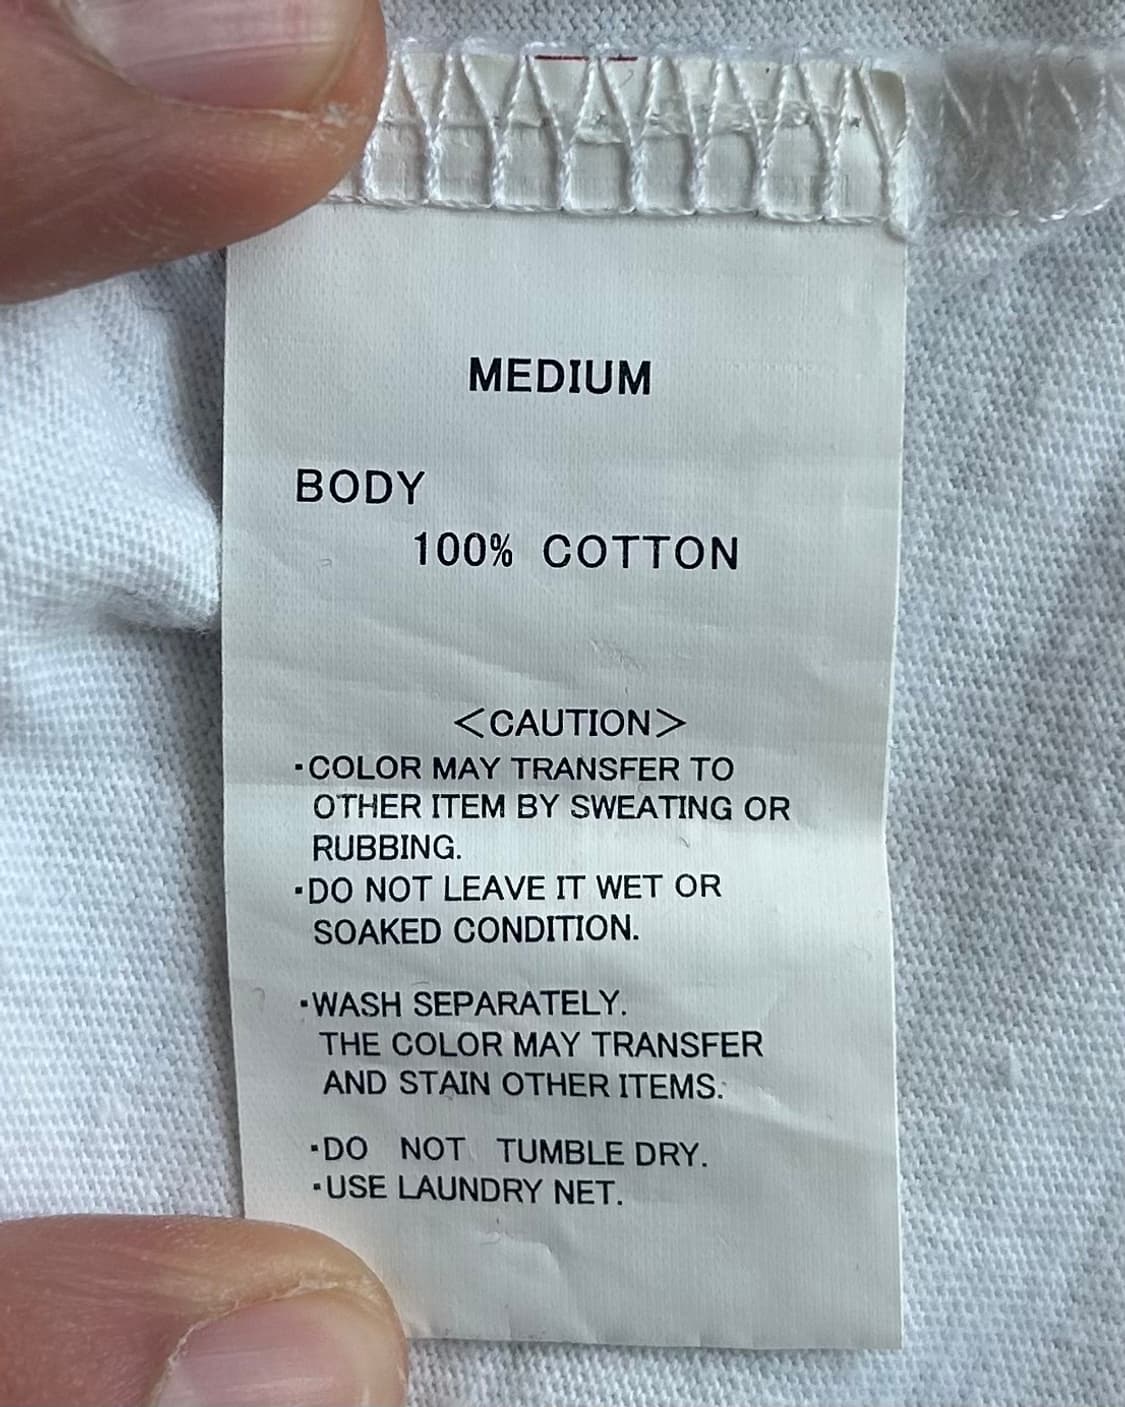 MEDIUM
BODY
100% COTTON
<CAUTION>
・COLOR MAY TRANSFER TO
OTHER ITEM BY SWEATING OR
RUBBING.
・DO NOT LEAVE IT WET OR
SOAKED CONDITION.
・WASH SEPARATELY.
THE COLOR MAY TRANSFER
AND STAIN OTHER ITEMS.
・DO NOT TUMBLE DRY.
・USE LAUNDRY NET.